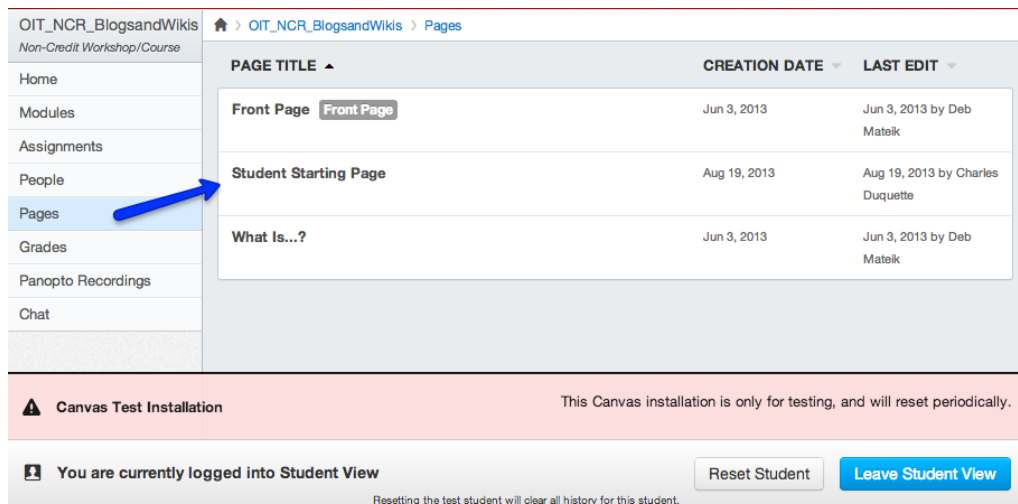 OIT_NCR_BlogsandWikis
Non-Credit Workshop/Course
OIT_NCR_BlogsandWikis > Pages
Home
Modules
Assignments
People
Pages
Grades
Panopto Recordings
Chat
PAGE TITLE CREATION DATE LAST EDIT
Front Page Front Page Jun 3, 2013 Jun 3, 2013 by Deb
Mateik
Student Starting Page Aug 19, 2013 Aug 19, 2013 by Charles
Duquette
What Is...? Jun 3, 2013 Jun 3, 2013 by Deb
Mateik
Canvas Test Installation This Canvas installation is only for testing, and will reset periodically.
You are currently logged into Student View Reset Student Leave Student View
Resetting the test student will clear all history for this student.